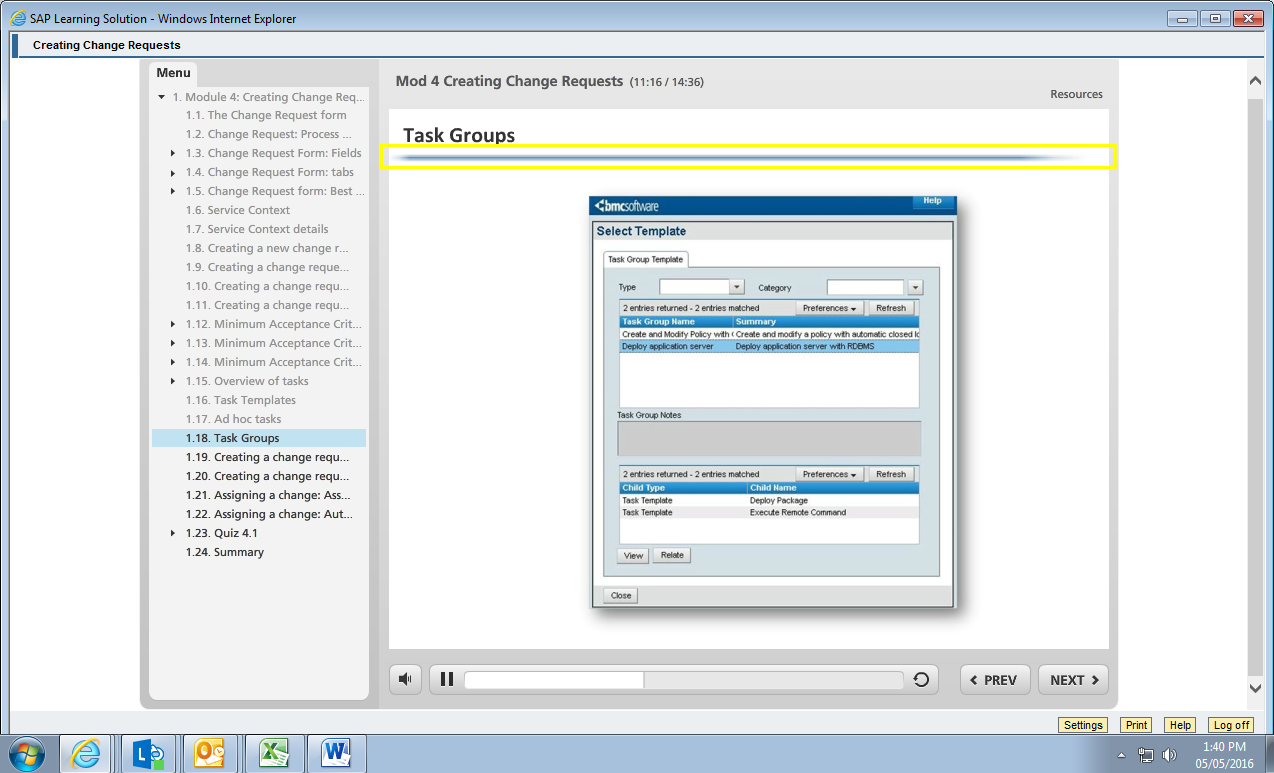 SAP Learning Solution - Windows Internet Explorer
Creating Change Requests
Menu
1. Module 4: Creating Change Req...
1.1. The Change Request form
1.2. Change Request: Process ...
1.3. Change Request Form: Fields
1.4. Change Request Form: tabs
1.5. Change Request form: Best ...
1.6. Service Context
1.7. Service Context details
1.8. Creating a new change r...
1.9. Creating a change reque...
1.10. Creating a change requ...
1.11. Creating a change requ...
1.12. Minimum Acceptance Crit...
1.13. Minimum Acceptance Crit...
1.14. Minimum Acceptance Crit...
1.15. Overview of tasks
1.16. Task Templates
1.17. Ad hoc tasks
1.18. Task Groups
1.19. Creating a change requ...
1.20. Creating a change requ...
1.21. Assigning a change: Ass...
1.22. Assigning a change: Aut...
1.23. Quiz 4.1
1.24. Summary
Mod 4 Creating Change Requests (11:16 / 14:36)
Resources
Task Groups
bmcsoftware Help
Select Template
Task Group Template
Type Category
2 entries returned - 2 entries matched Preferences Refresh
Task Group Name Summary
Create and Modify Policy with Create and modify a policy with automatic closed
Deploy application server Deploy application server with RDBMS
Task Group Notes
2 entries returned - 2 entries matched Preferences Refresh
Child Type Child Name
Task Template Deploy Package
Task Template Execute Remote Command
View Relate
Close
PREV NEXT
Settings Print Help Log off
1:40 PM
05/05/2016